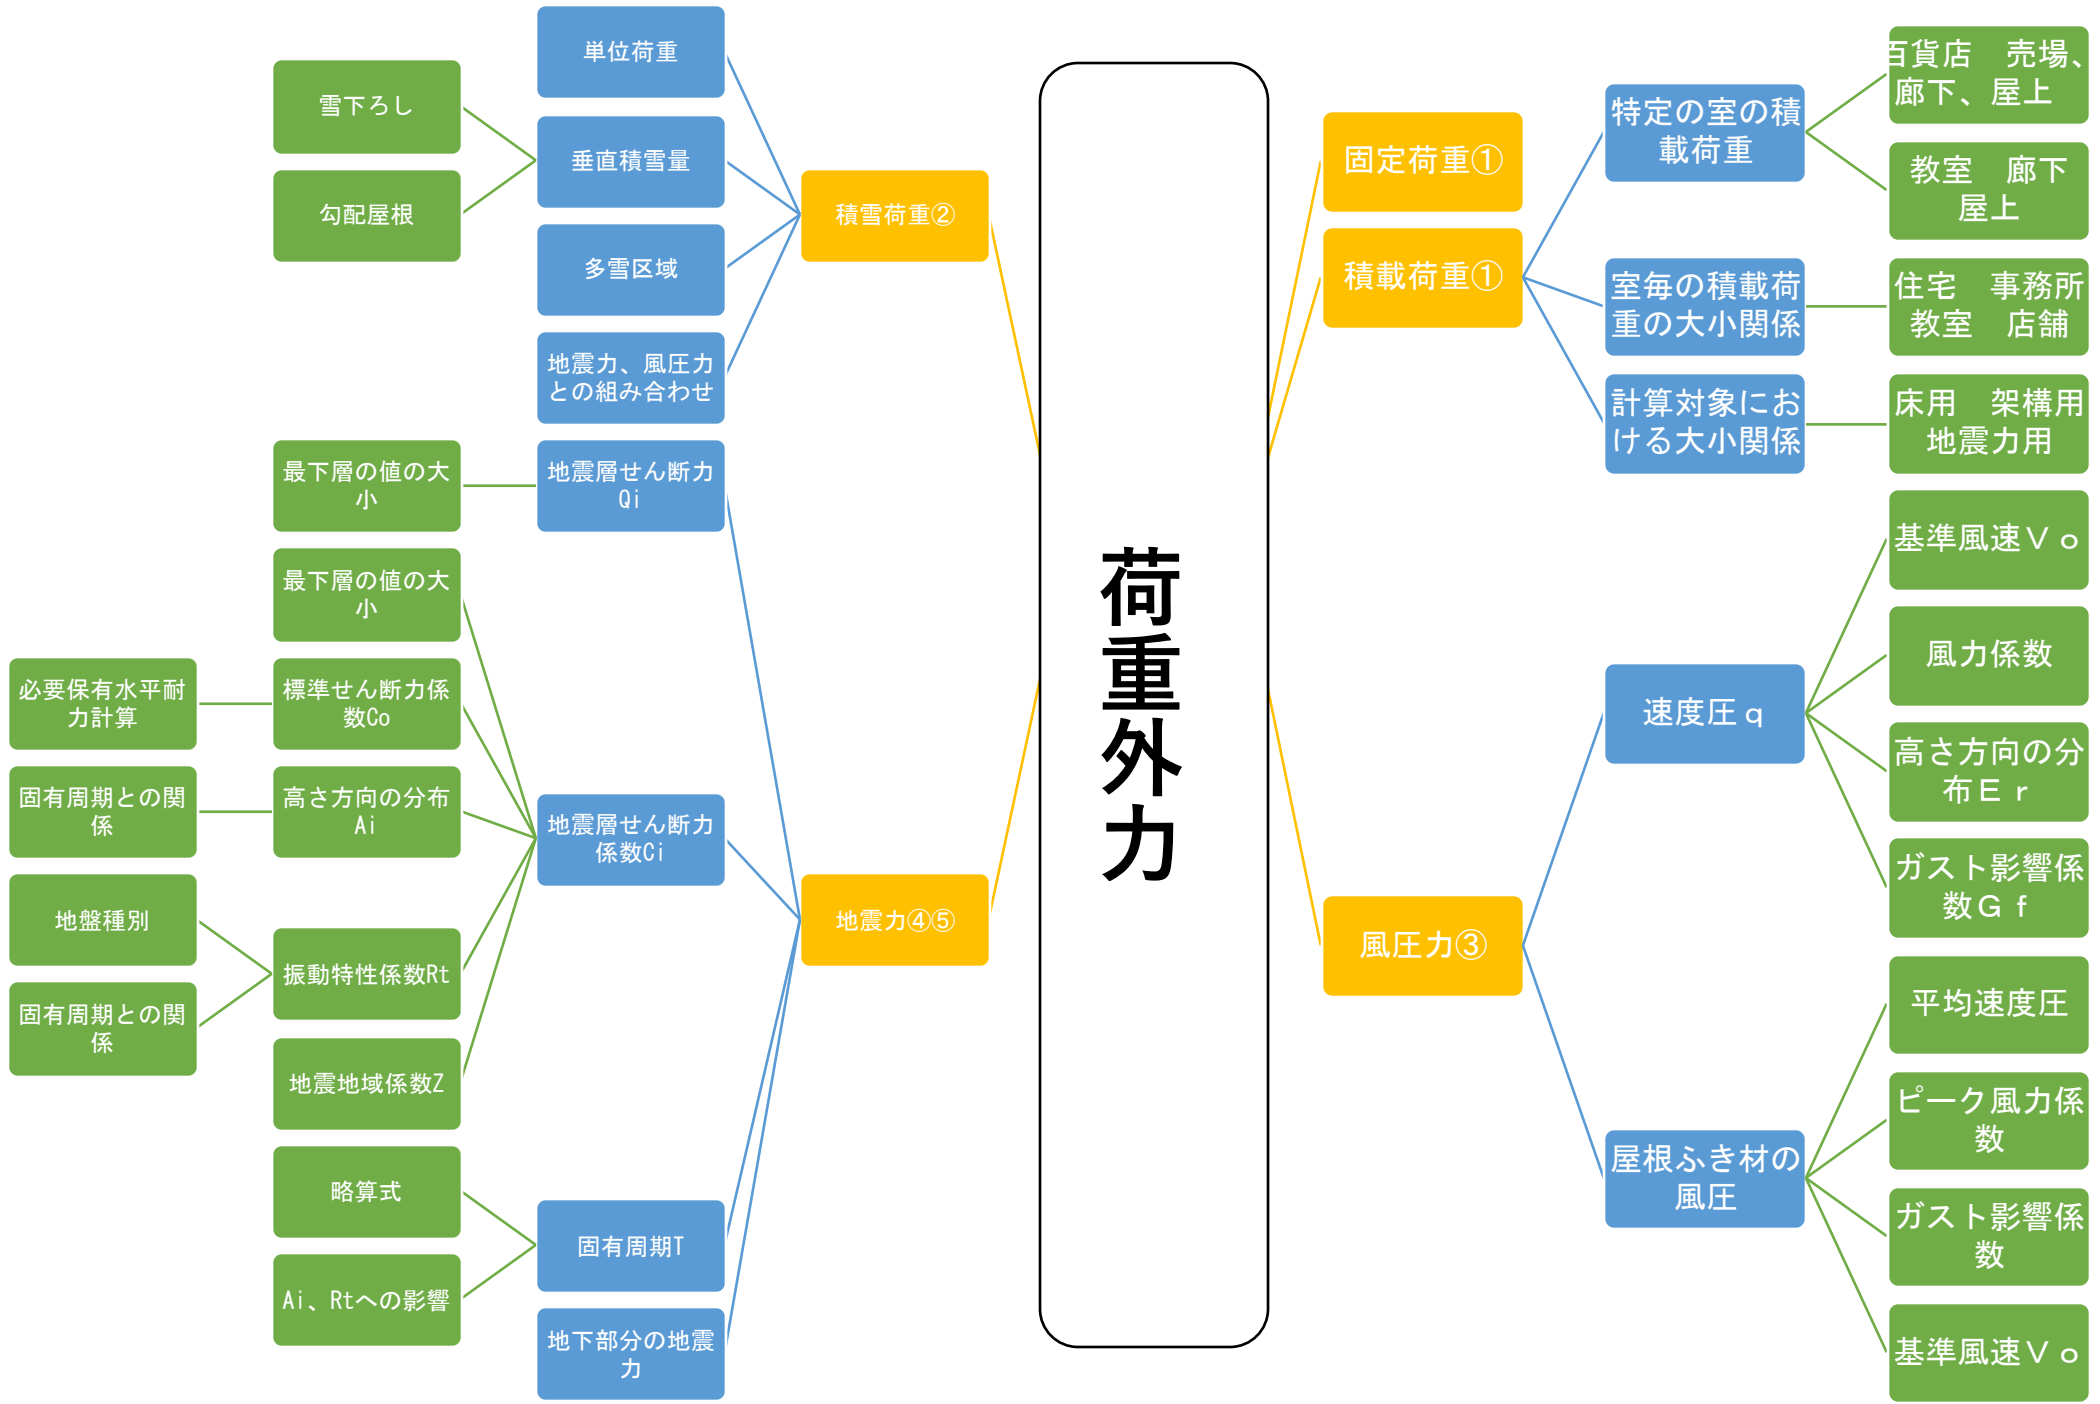 単位荷重
雪下ろし
垂直積雪量
勾配屋根
積雪荷重②
多雪区域
地震力、風圧力
との組み合わせ
最下層の値の大
小
地震層せん断力
Qi
最下層の値の大
小
必要保有水平耐
力計算
標準せん断力係
数Co
固有周期との関
係
高さ方向の分布
Ai
地震層せん断力
係数Ci
地盤種別
地震力④⑤
振動特性係数Rt
固有周期との関
係
地震地域係数Z
略算式
固有周期T
Ai、Rtへの影響
地下部分の地震
力
荷重外力
固定荷重①
積載荷重①
特定の室の積
載荷重
百貨店　売場、
廊下、屋上
教室　廊下
屋上
室毎の積載荷
重の大小関係
住宅　事務所
教室　店舗
計算対象にお
ける大小関係
床用　架構用
地震力用
風圧力③
速度圧ｑ
基準風速Ｖｏ
風力係数
高さ方向の分
布Ｅｒ
ガスト影響係
数Ｇｆ
屋根ふき材の
風圧
平均速度圧
ピーク風力係
数
ガスト影響係
数
基準風速Ｖｏ